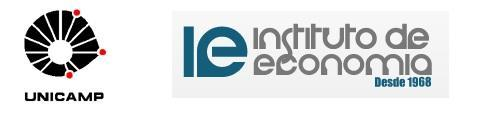 UNICAMP
ie instituto de
economia
Desde 1968